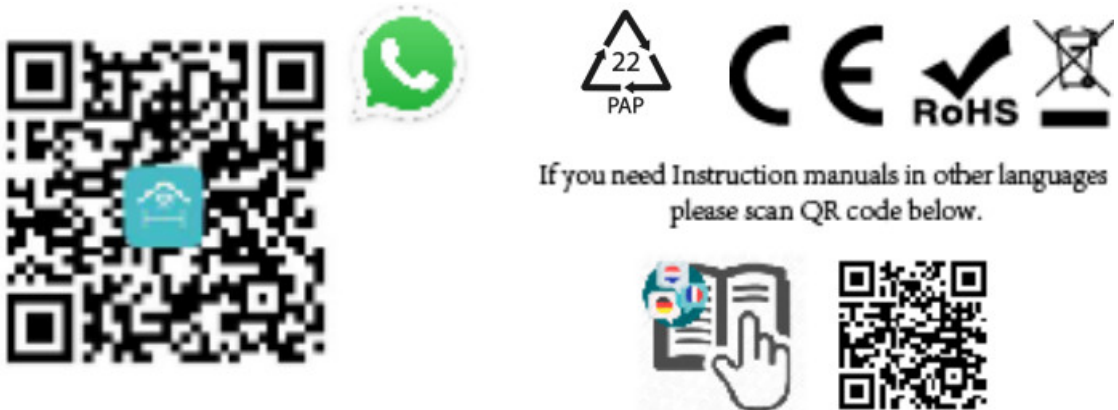 22
PAP
CE
RoHS
If you need Instruction manuals in other languages
please scan QR code below.